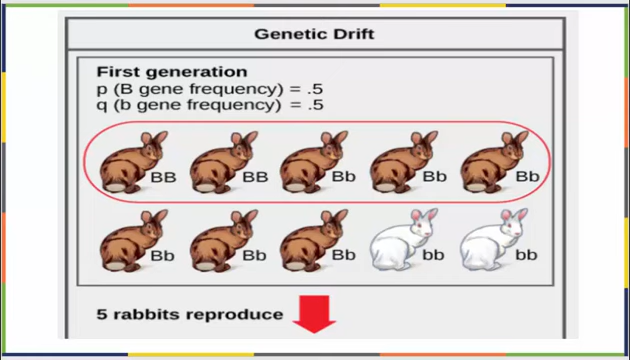 Genetic Drift
First generation
p (B gene frequency) = .5
q (b gene frequency) = .5
BB BB Bb Bb Bb
Bb Bb Bb bb bb
5 rabbits reproduce